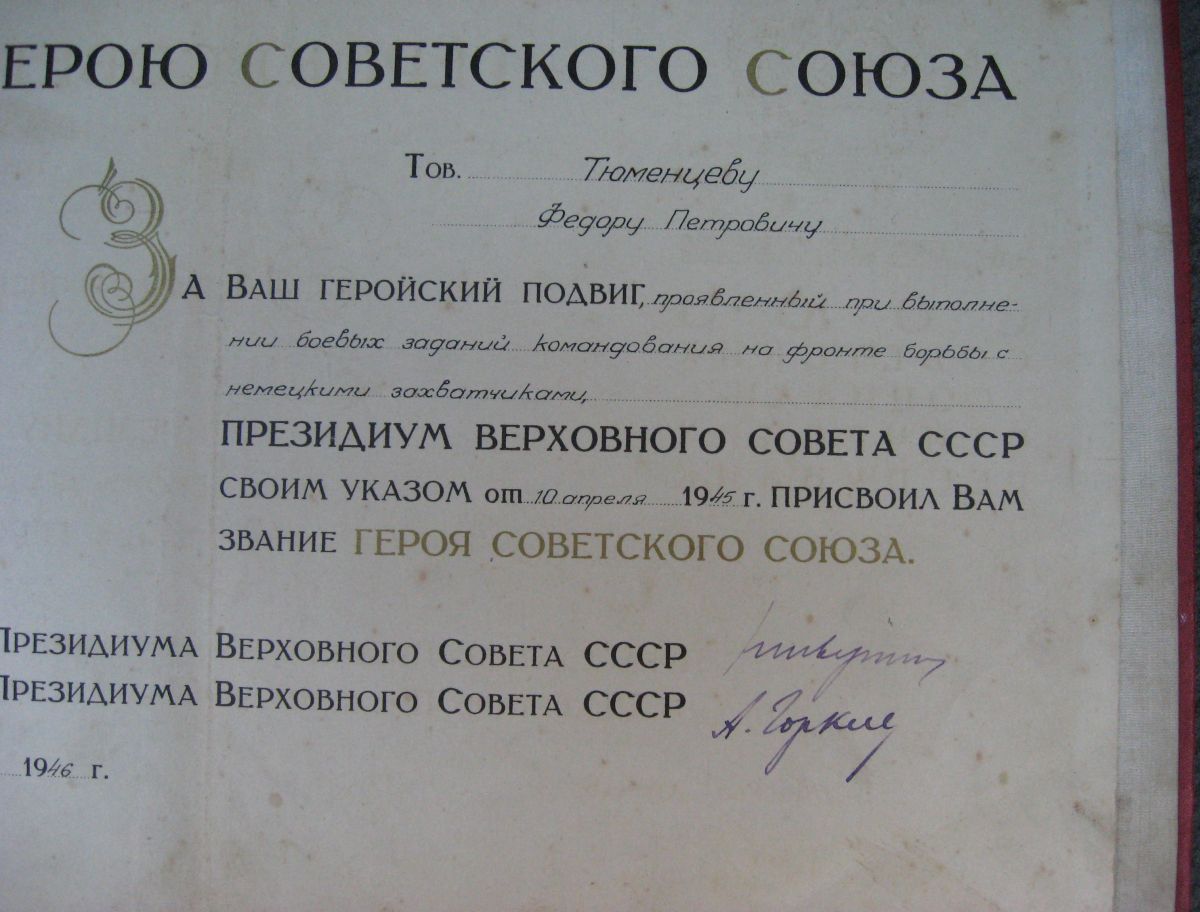 ЕРОЮ СОВЕТСКОГО СОЮЗА
Тов. Тюменцеву
Федору Петровичу
ЗА ВАШ ГЕРОЙСКИЙ ПОДВИГ, проявленный при выполне-
нии боевых заданий командования на фронте борьбы с
немецкими захватчиками,
ПРЕЗИДИУМ ВЕРХОВНОГО СОВЕТА СССР
СВОИМ УКАЗОМ от 10 апреля 1945 г. ПРИСВОИЛ ВАМ
ЗВАНИЕ ГЕРОЯ СОВЕТСКОГО СОЮЗА.
ПРЕЗИДИУМА ВЕРХОВНОГО СОВЕТА СССР
ПРЕЗИДИУМА ВЕРХОВНОГО СОВЕТА СССР А. Горкин
1946 г.